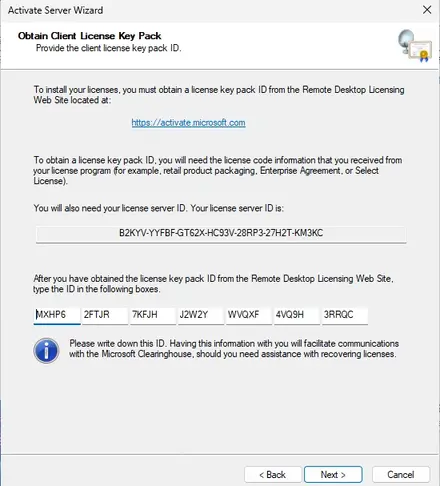 Activate Server Wizard
Obtain Client License Key Pack
Provide the client license key pack ID.
To install your licenses, you must obtain a license key pack ID from the Remote Desktop Licensing
Web Site located at:
https://activate.microsoft.com
To obtain a license key pack ID, you will need the license code information that you received from
your license program (for example, retail product packaging, Enterprise Agreement, or Select
License).
You will also need your license server ID. Your license server ID is:
B2KYV-YYFBF-GT62X-HC93V-28RP3-27H2T-KM3KC
After you have obtained the license key pack ID from the Remote Desktop Licensing Web Site,
type the ID in the following boxes.
MXHP6 2FTJR 7KFJH J2W2Y WVQXF 4VQ9H 3RRQC
Please write down this ID. Having this information with you will facilitate communications
with the Microsoft Clearinghouse, should you need assistance with recovering licenses.
< Back Next > Cancel